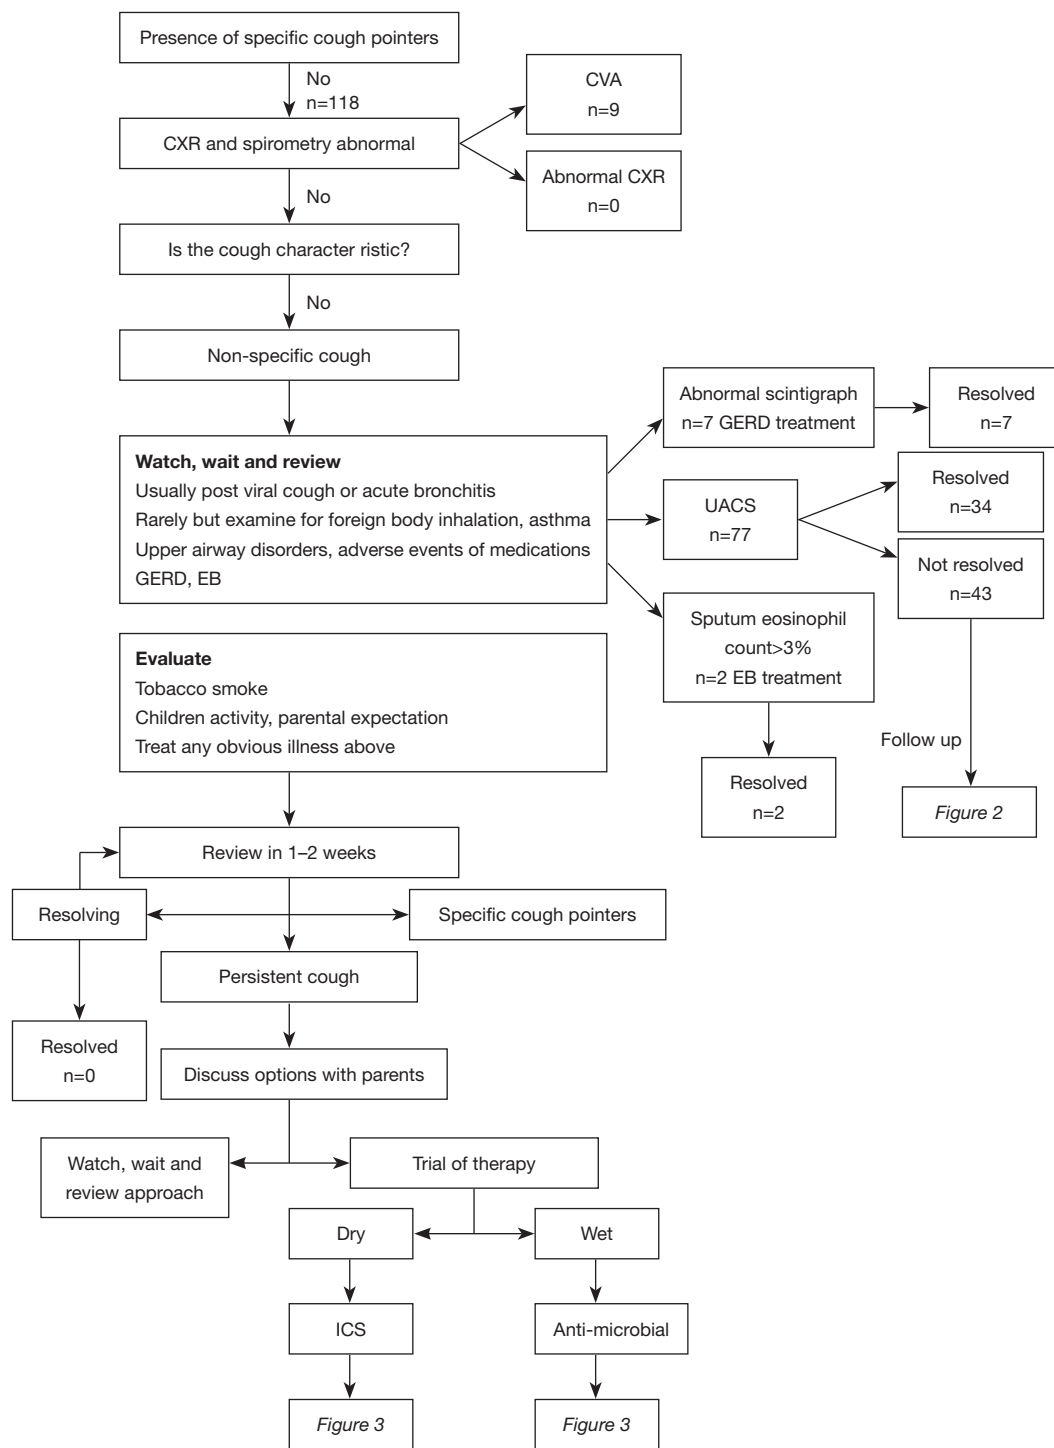 Presence of specific cough pointers
No
n=118
CVA
n=9
CXR and spirometry abnormal
Abnormal CXR
n=0
No
Is the cough character ristic?
No
Non-specific cough
Abnormal scintigraph
n=7 GERD treatment
Resolved
n=7
Watch, wait and review
Usually post viral cough or acute bronchitis
Rarely but examine for foreign body inhalation, asthma
Upper airway disorders, adverse events of medications
GERD, EB
UACS
n=77
Resolved
n=34
Not resolved
n=43
Sputum eosinophil
count>3%
n=2 EB treatment
Evaluate
Tobacco smoke
Children activity, parental expectation
Treat any obvious illness above
Follow up
Resolved
n=2
Figure 2
Review in 1–2 weeks
Resolving
Specific cough pointers
Persistent cough
Resolved
n=0
Discuss options with parents
Watch, wait and
review approach
Trial of therapy
Dry
Wet
ICS
Anti-microbial
Figure 3
Figure 3